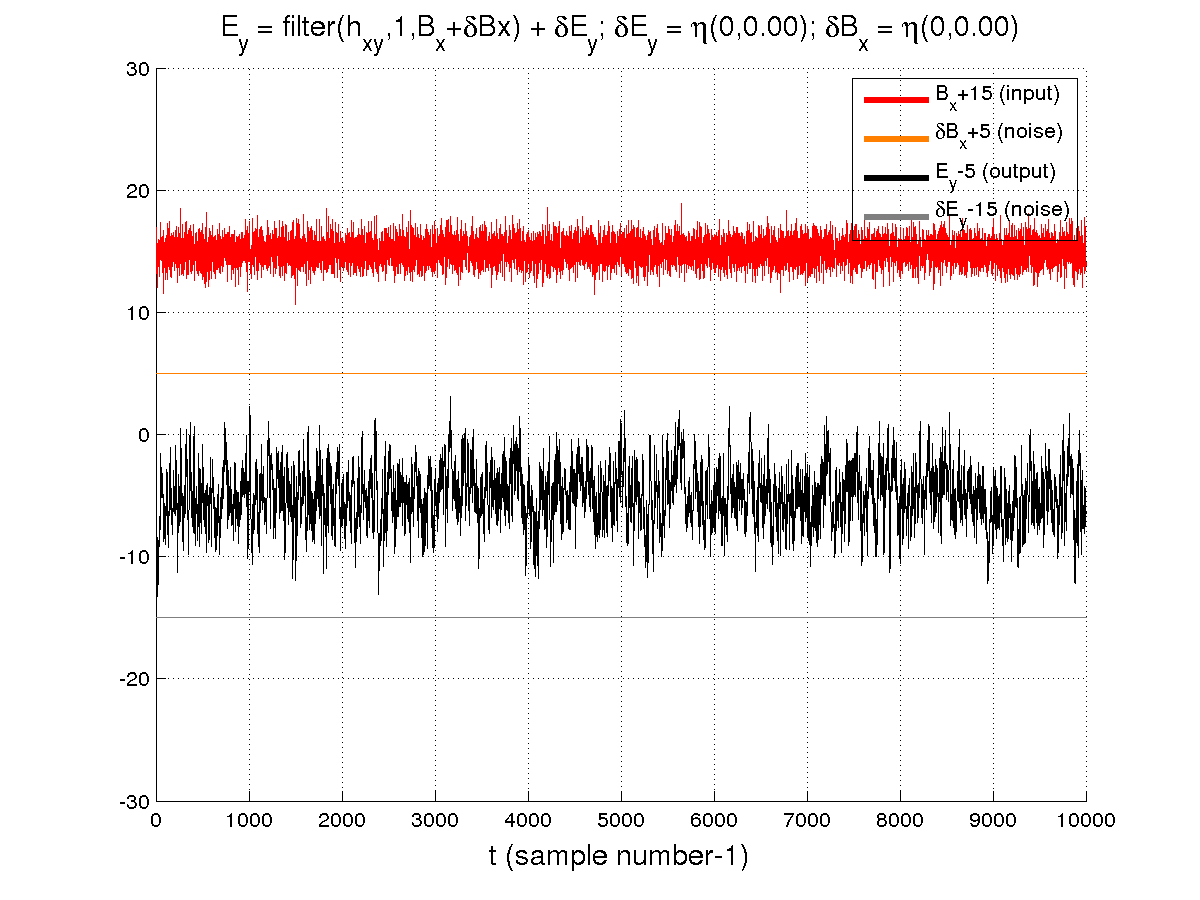 E_y = filter(h_xy,1,B_x+δBx) + δE_y; δE_y = η(0,0.00); δB_x = η(0,0.00)
30
20
10
0
-10
-20
-30
B_x+15 (input)
δB_x+5 (noise)
E_y-5 (output)
δE_y-15 (noise)
0 1000 2000 3000 4000 5000 6000 7000 8000 9000 10000
t (sample number-1)